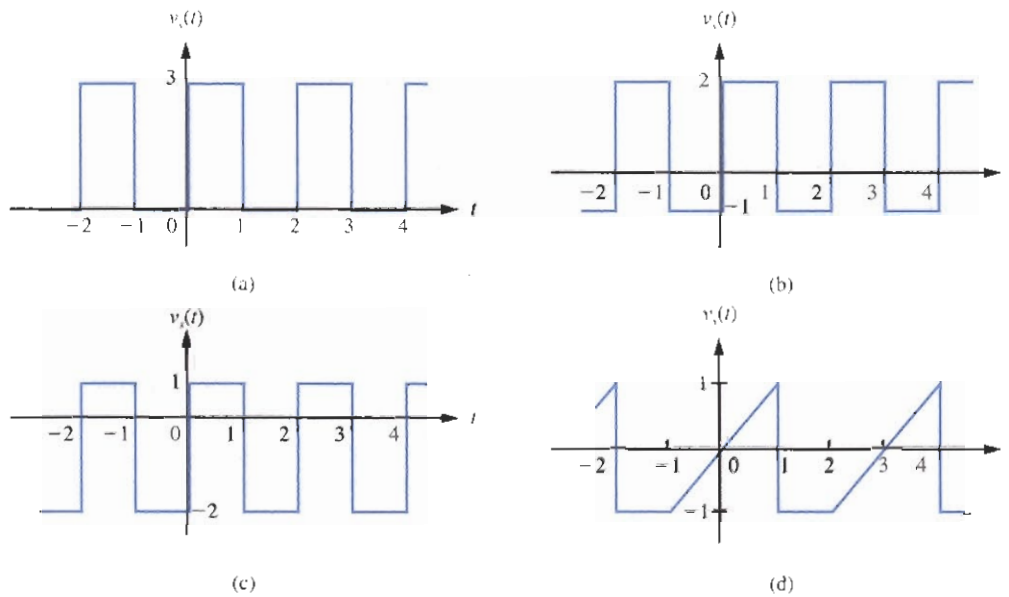 v_s(t)
3
−2 −1 0 1 2 3 4 t
(a)
v_s(t)
2
−2 −1 0 1 2 3 4
−1
(b)
v_s(t)
1
−2 −1 0 1 2 3 4 t
−2
(c)
v_s(t)
1
−2 −1 0 1 2 3 4
−1
(d)